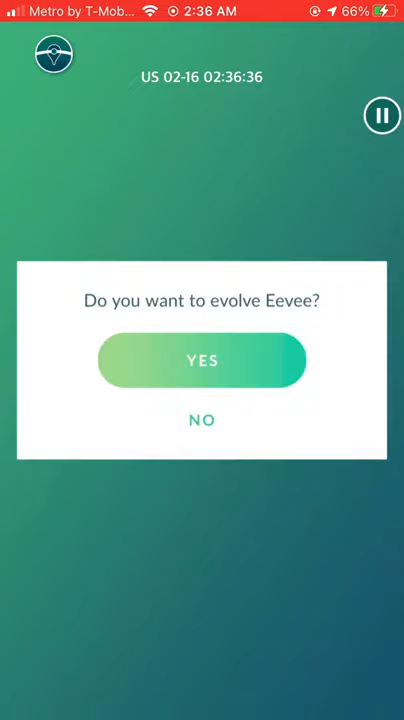 Metro by T-Mob... 2:36 AM 66%
US 02-16 02:36:36
Do you want to evolve Eevee?
YES
NO